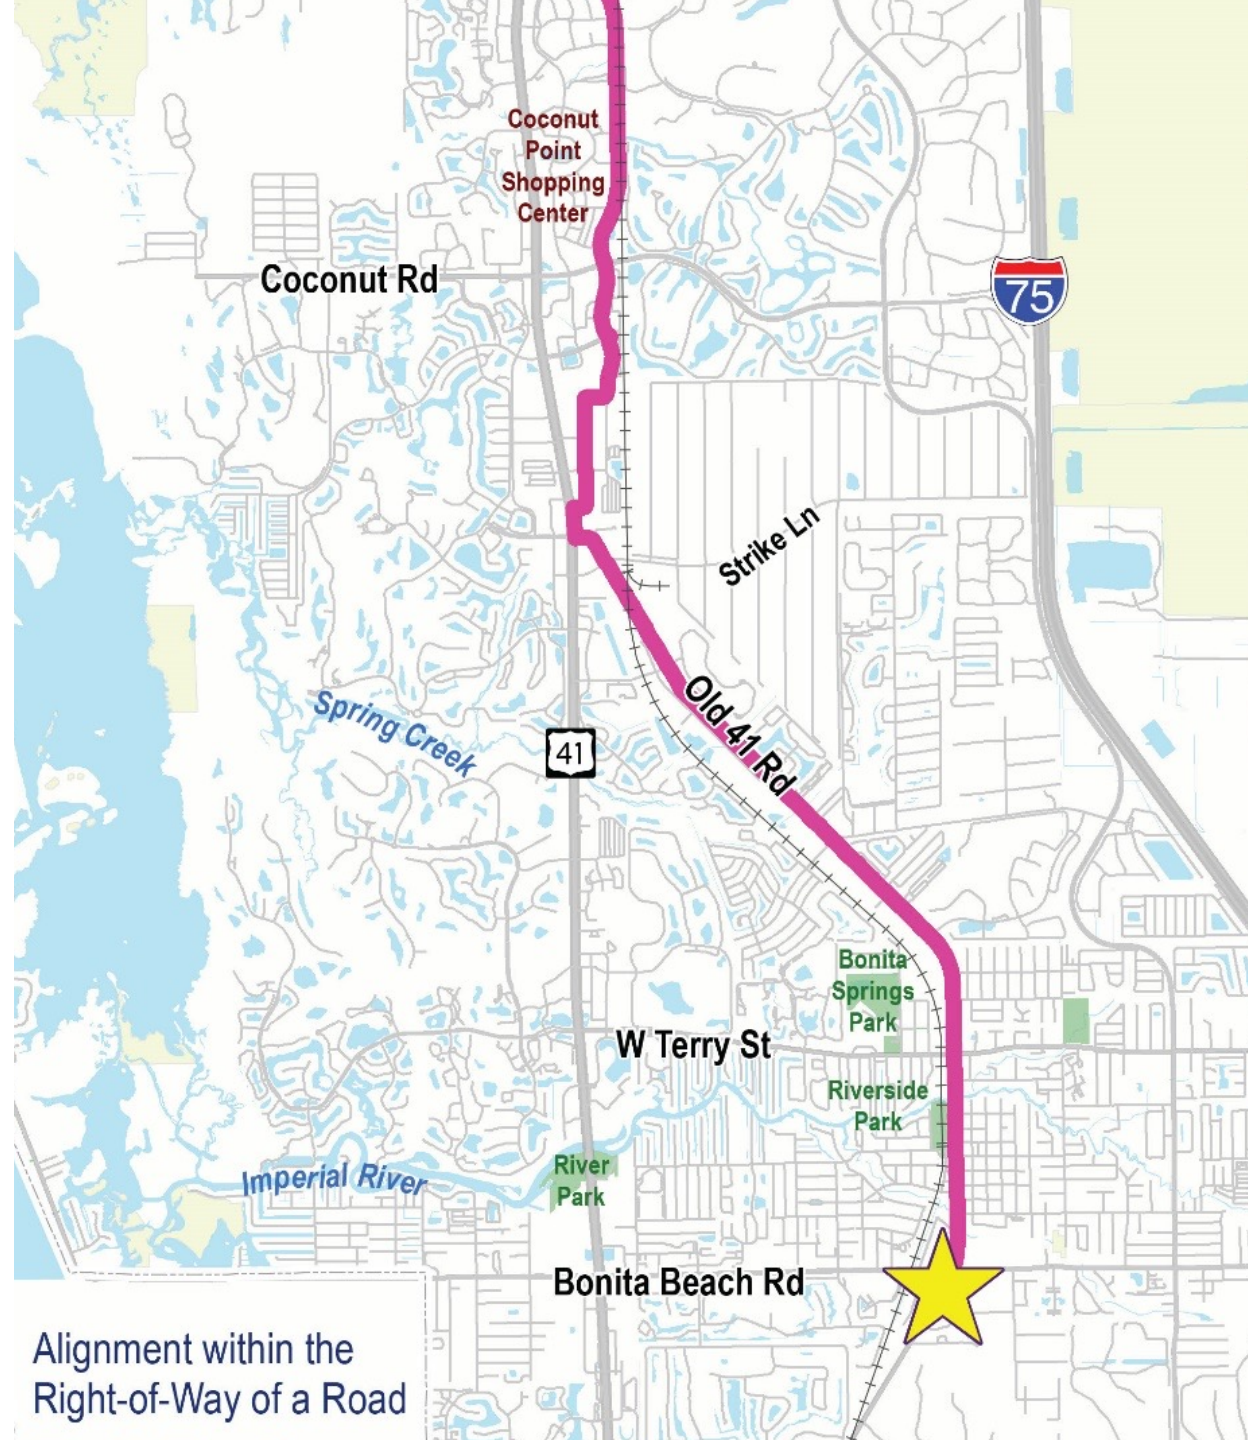 Coconut
Point
Shopping
Center
Coconut Rd
75
Strike Ln
Old 41 Rd
Spring Creek
41
Bonita
Springs
Park
W Terry St
Riverside
Park
River
Park
Imperial River
Bonita Beach Rd
Alignment within the
Right-of-Way of a Road